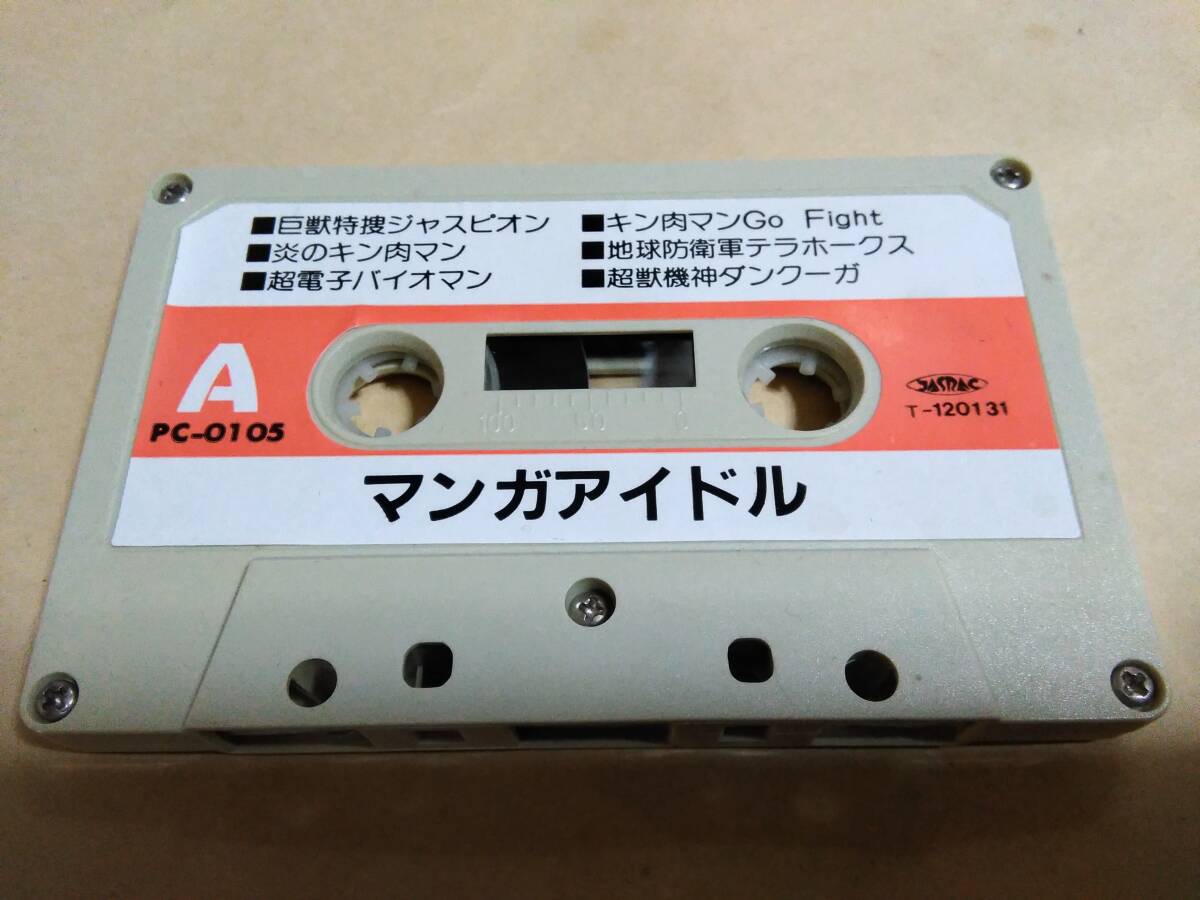 ■巨獣特捜ジャスピオン
■炎のキン肉マン
■超電子バイオマン
■キン肉マンGo Fight
■地球防衛軍テラホークス
■超獣機神ダンクーガ
A
PC-0105
100 50 0
JASRAC
T-120131
マンガアイドル